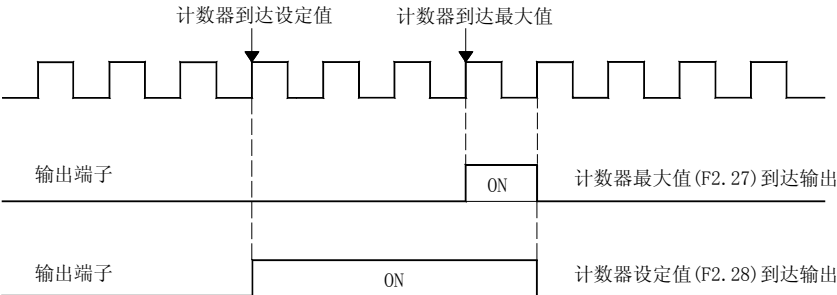 计数器到达设定值 计数器到达最大值
输出端子 ON 计数器最大值(F2.27)到达输出
输出端子 ON 计数器设定值(F2.28)到达输出